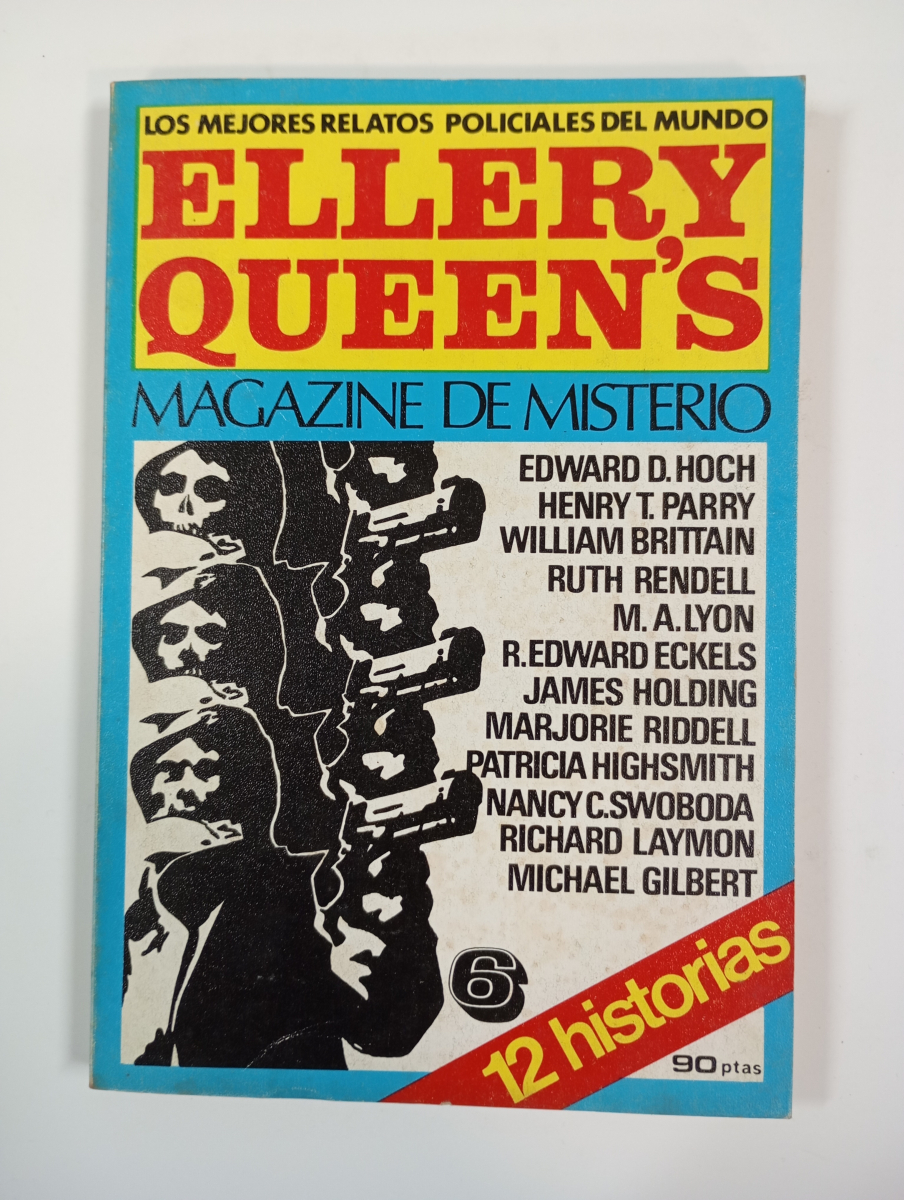 LOS MEJORES RELATOS POLICIALES DEL MUNDO
ELLERY
QUEEN'S
MAGAZINE DE MISTERIO
EDWARD D. HOCH
HENRY T. PARRY
WILLIAM BRITTAIN
RUTH RENDELL
M. A. LYON
R. EDWARD ECKELS
JAMES HOLDING
MARJORIE RIDDELL
PATRICIA HIGHSMITH
NANCY C. SWOBODA
RICHARD LAYMON
MICHAEL GILBERT
6
12 historias
90 ptas